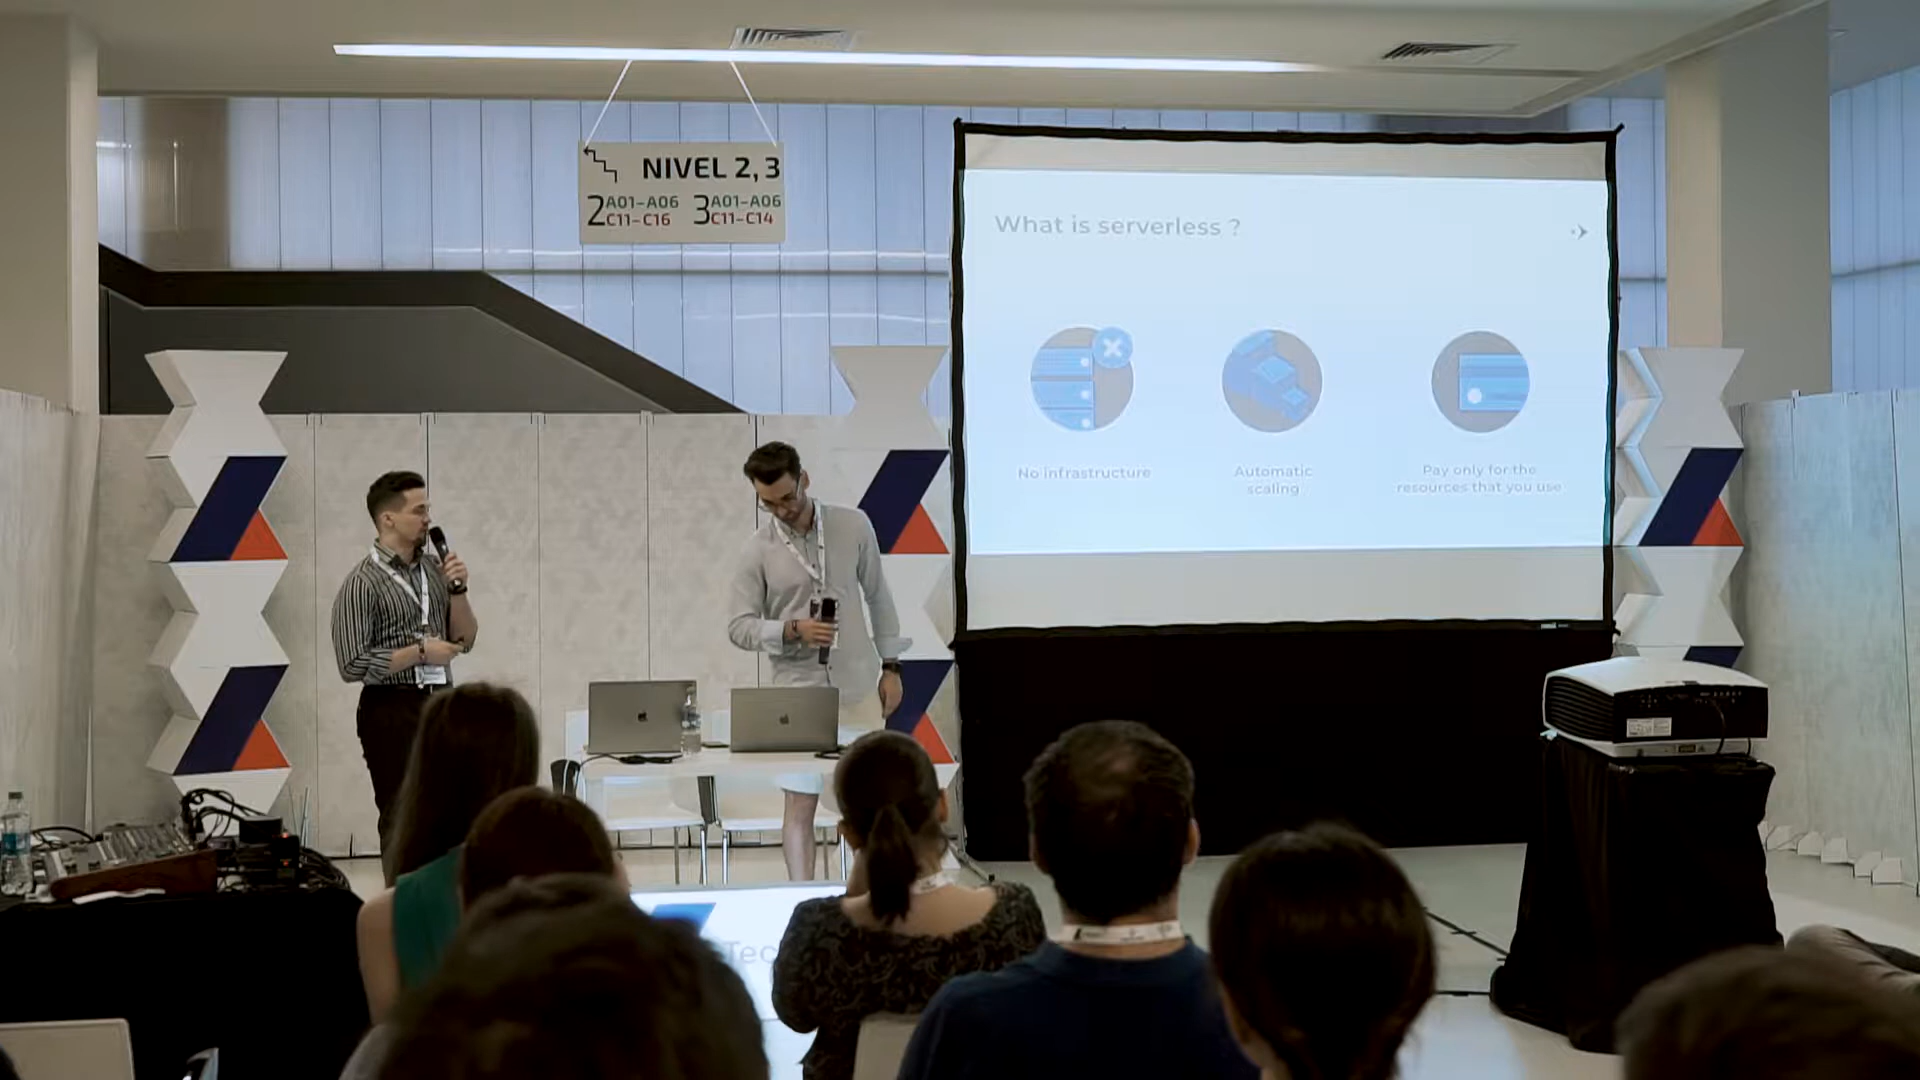 NIVEL 2, 3
2 A01-A06 3 A01-A06
C11-C16 C11-C14
What is serverless ?
No infrastructure
Automatic
scaling
Pay only for the
resources that you use
Tec